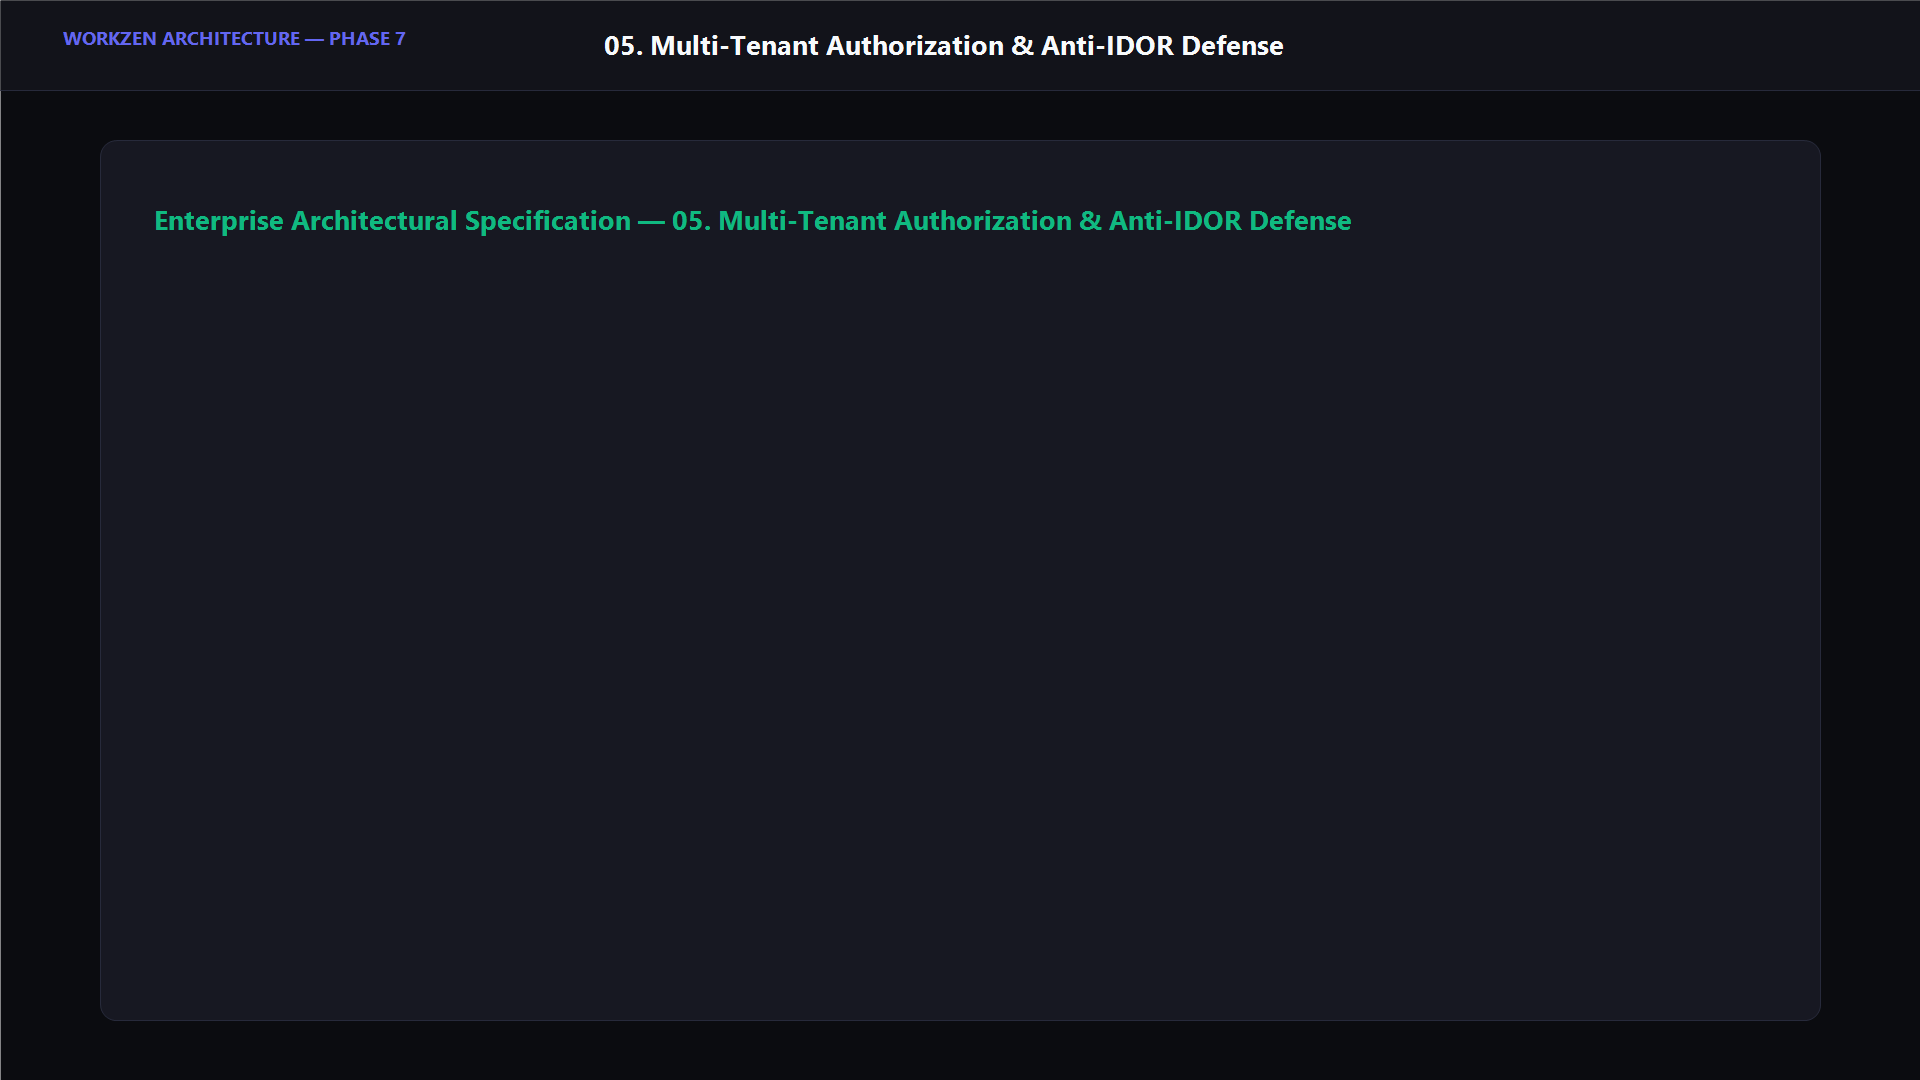 WORKZEN ARCHITECTURE — PHASE 7
05. Multi-Tenant Authorization & Anti-IDOR Defense
Enterprise Architectural Specification — 05. Multi-Tenant Authorization & Anti-IDOR Defense